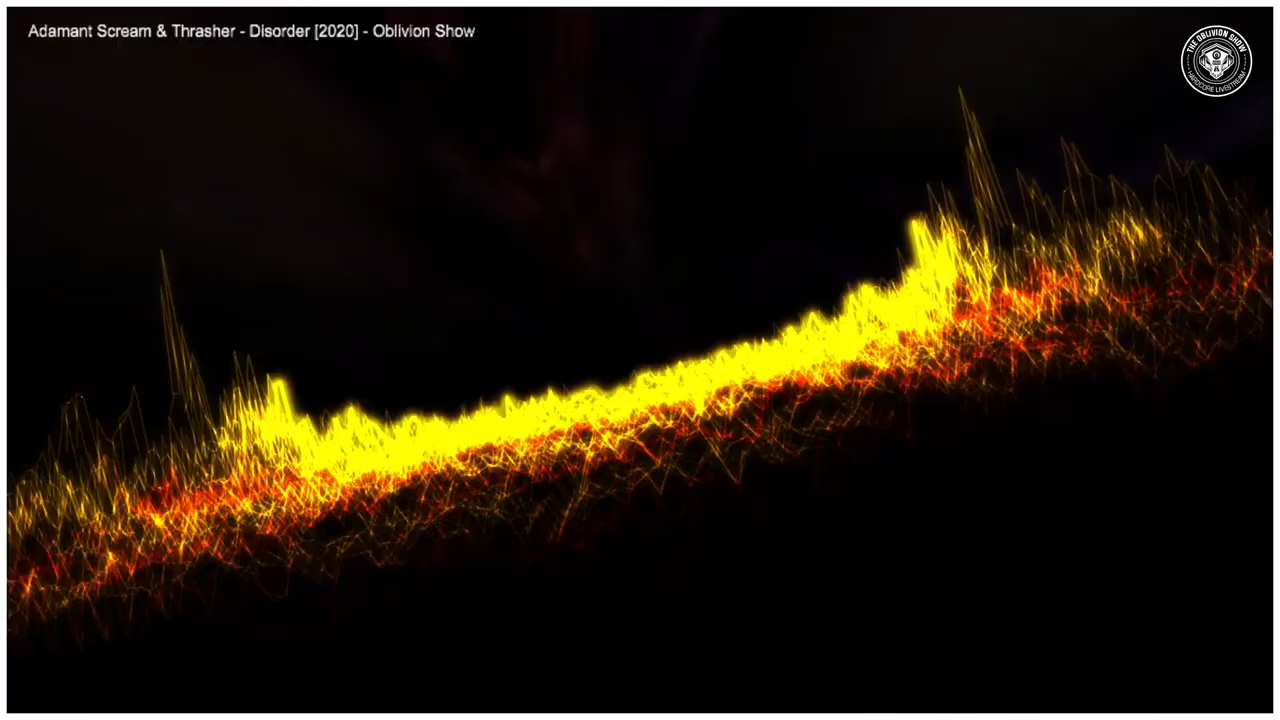 Adamant Scream & Thrasher - Disorder [2020] - Oblivion Show
THE OBLIVION SHOW
HARDCORE LIVESTREAM